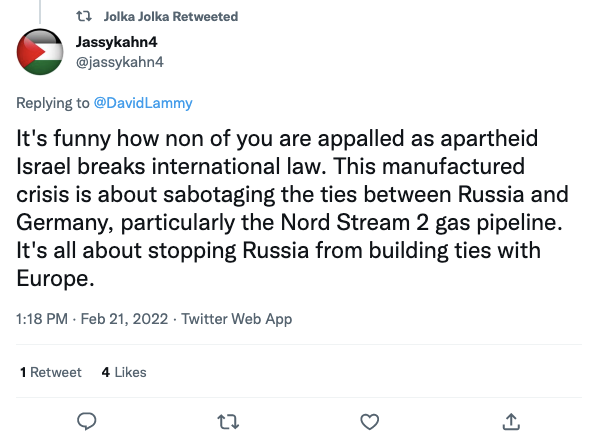 Jolka Jolka Retweeted
Jassykahn4
@jassykahn4
Replying to @DavidLammy
It's funny how non of you are appalled as apartheid
Israel breaks international law. This manufactured
crisis is about sabotaging the ties between Russia and
Germany, particularly the Nord Stream 2 gas pipeline.
It's all about stopping Russia from building ties with
Europe.
1:18 PM · Feb 21, 2022 · Twitter Web App
1 Retweet 4 Likes